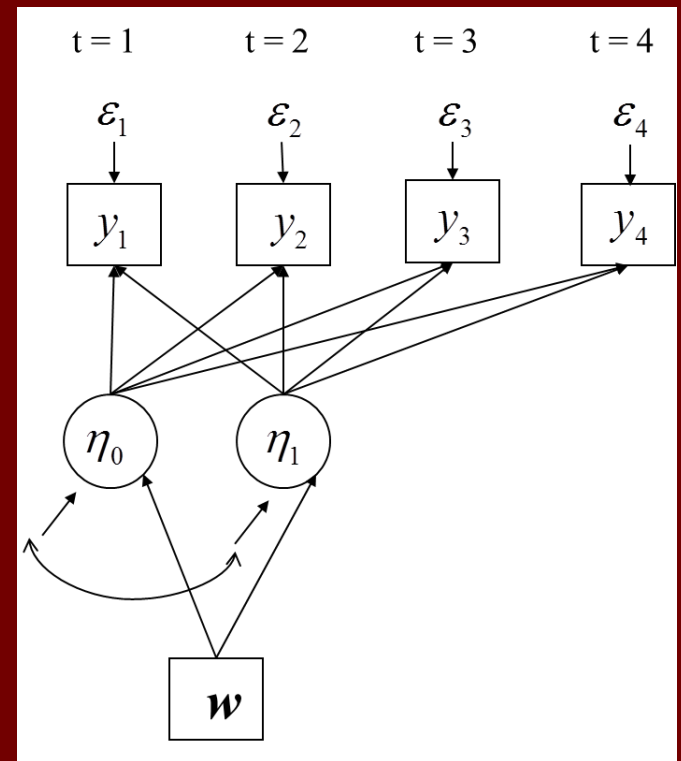 t = 1 t = 2 t = 3 t = 4
ε₁ ε₂ ε₃ ε₄
y₁ y₂ y₃ y₄
η₀ η₁
w